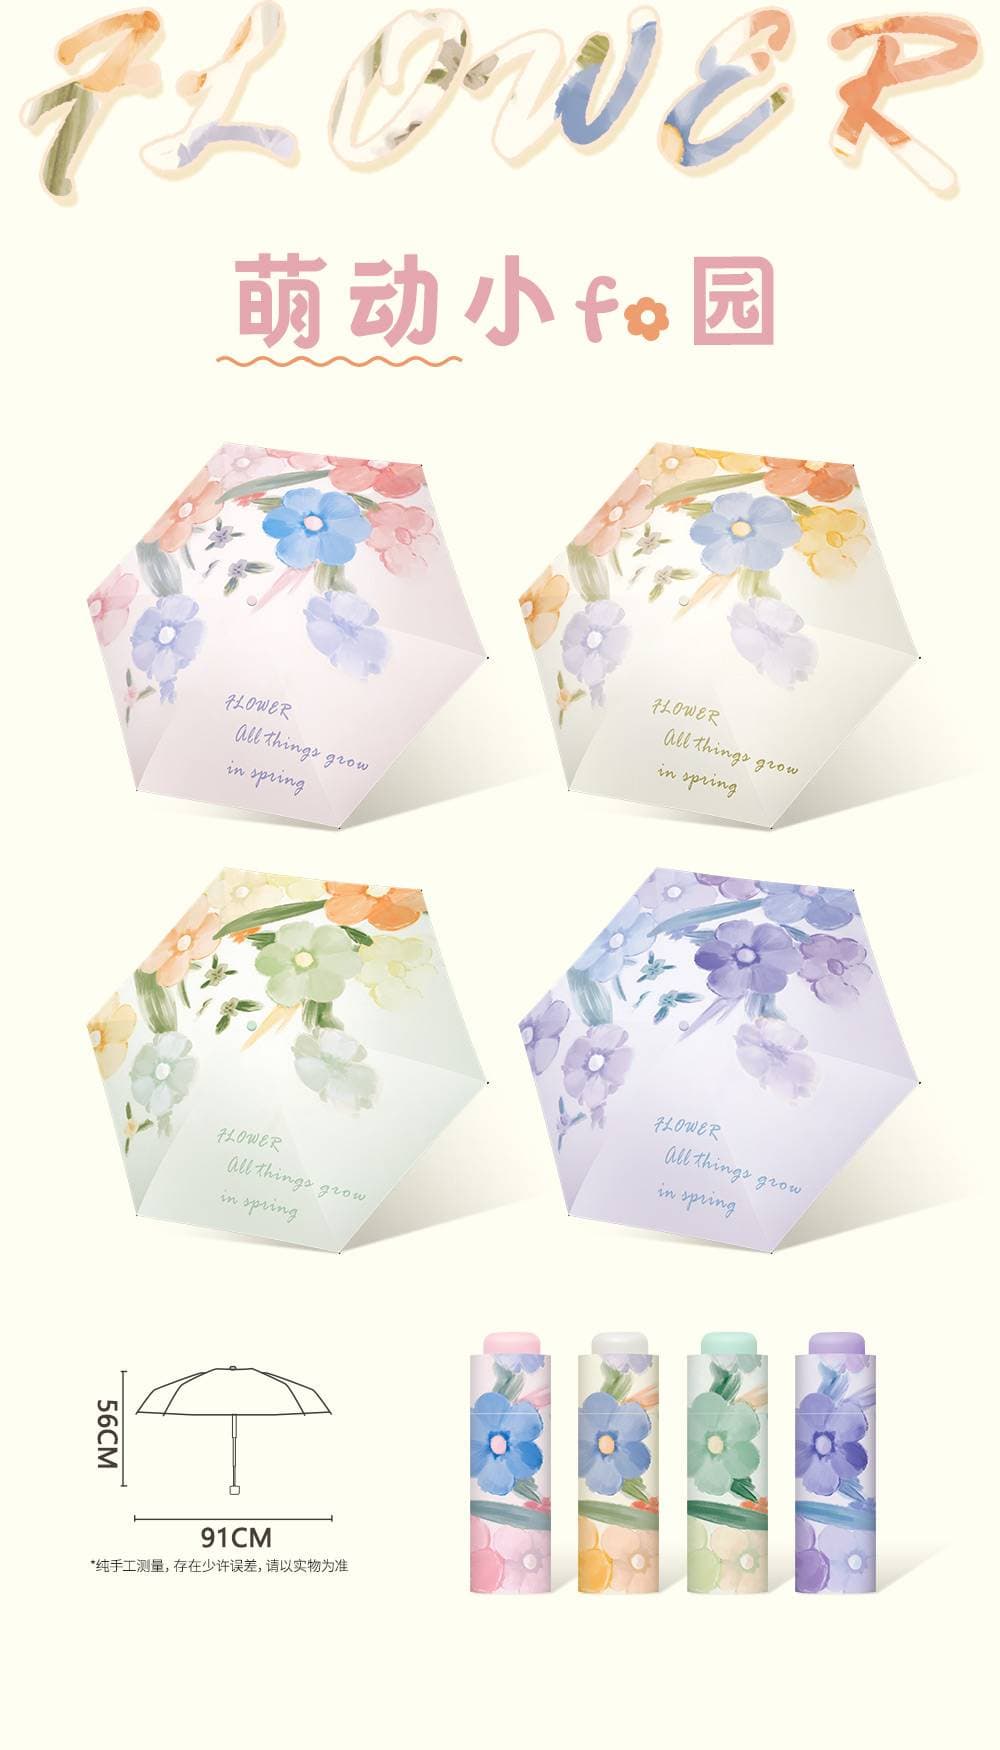 FLOWER
萌动小fo园
FLOWER
All things grow
in spring
FLOWER
All things grow
in spring
FLOWER
All things grow
in spring
FLOWER
All things grow
in spring
56CM
91CM
*纯手工测量，存在少许误差，请以实物为准